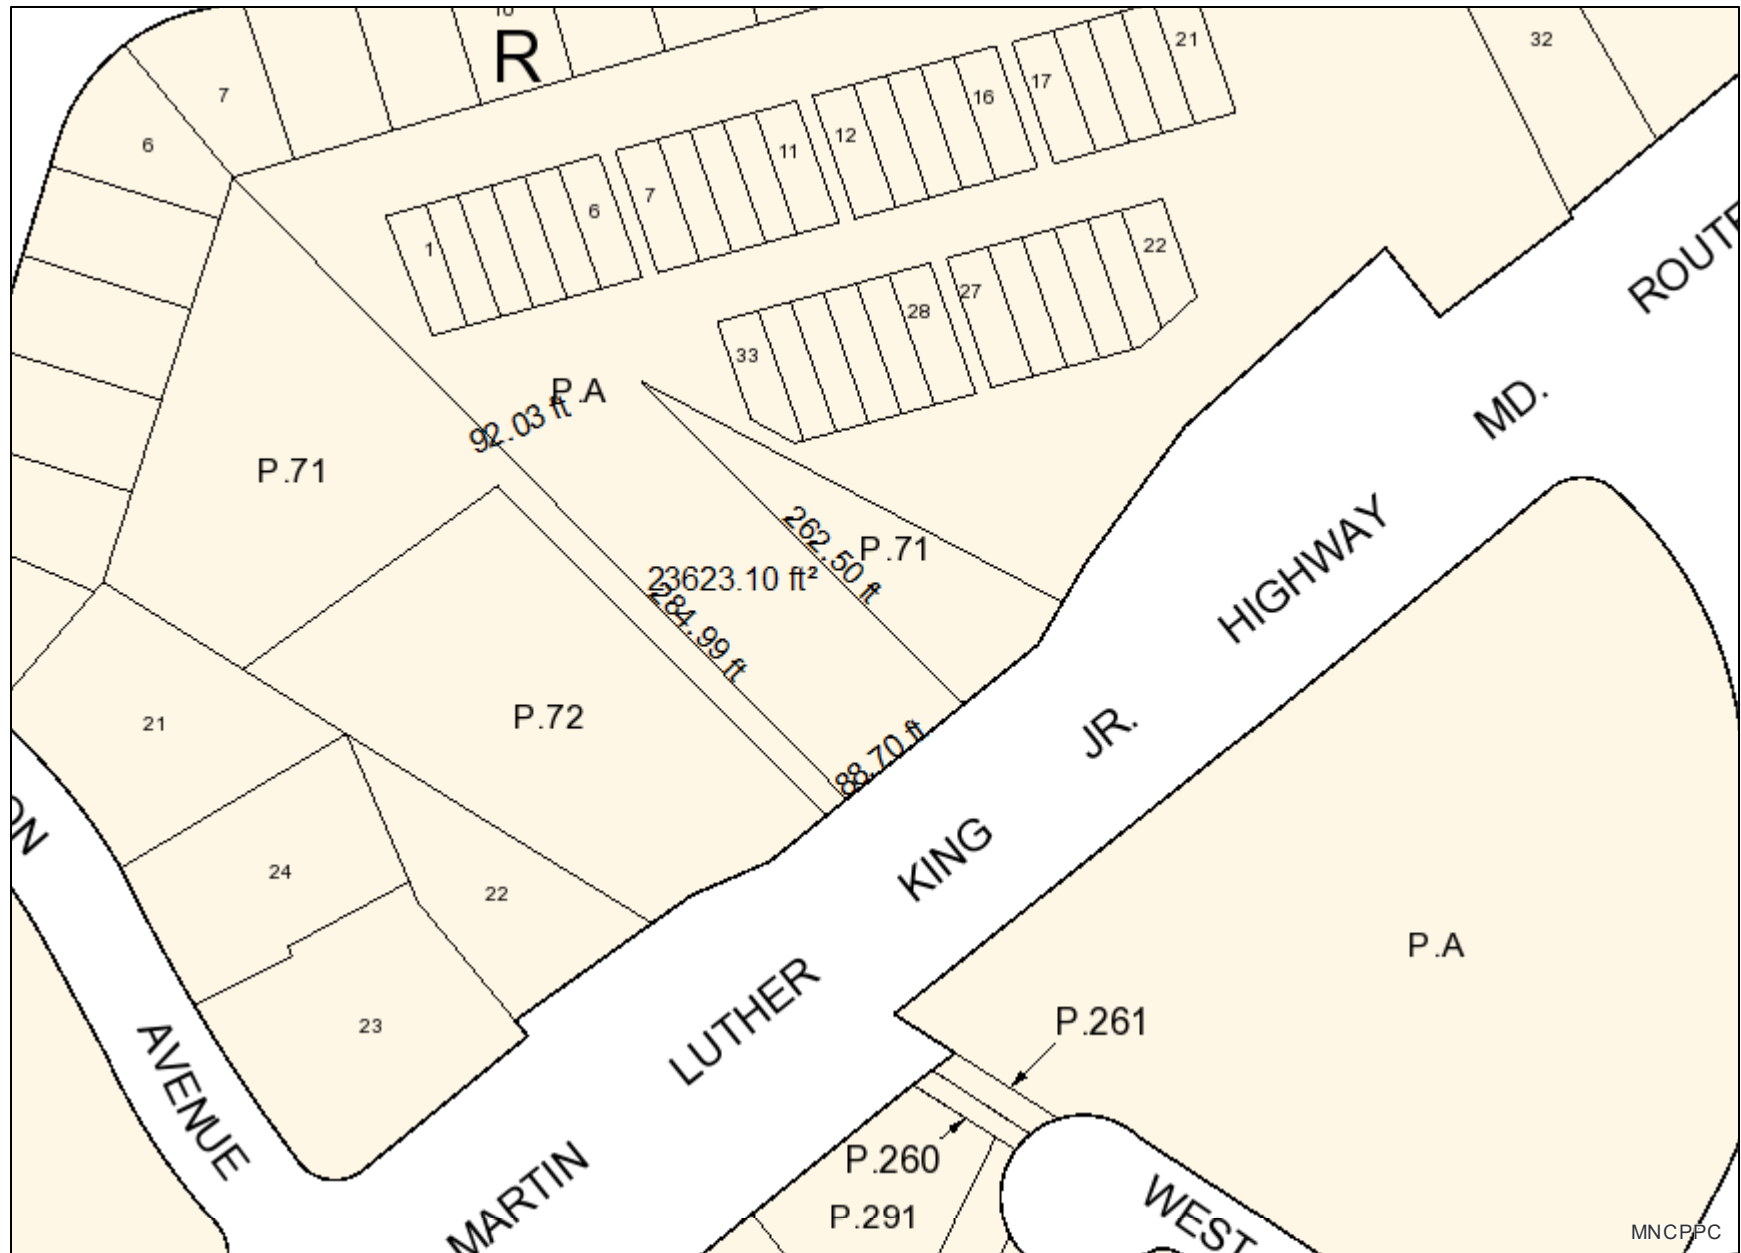 10
R
7
6
21
32
17
16
12
11
7
6
1
22
27
28
33
ROUTE
MD.
HIGHWAY
P.A
92.03 ft
P.71
262.50 ft
P.71
23623.10 ft²
284.99 ft
P.72
21
88.70 ft
JR.
KING
24
22
23
LUTHER
P.A
P.261
AVENUE
P.260
P.291
MARTIN
WEST
MNCPPC